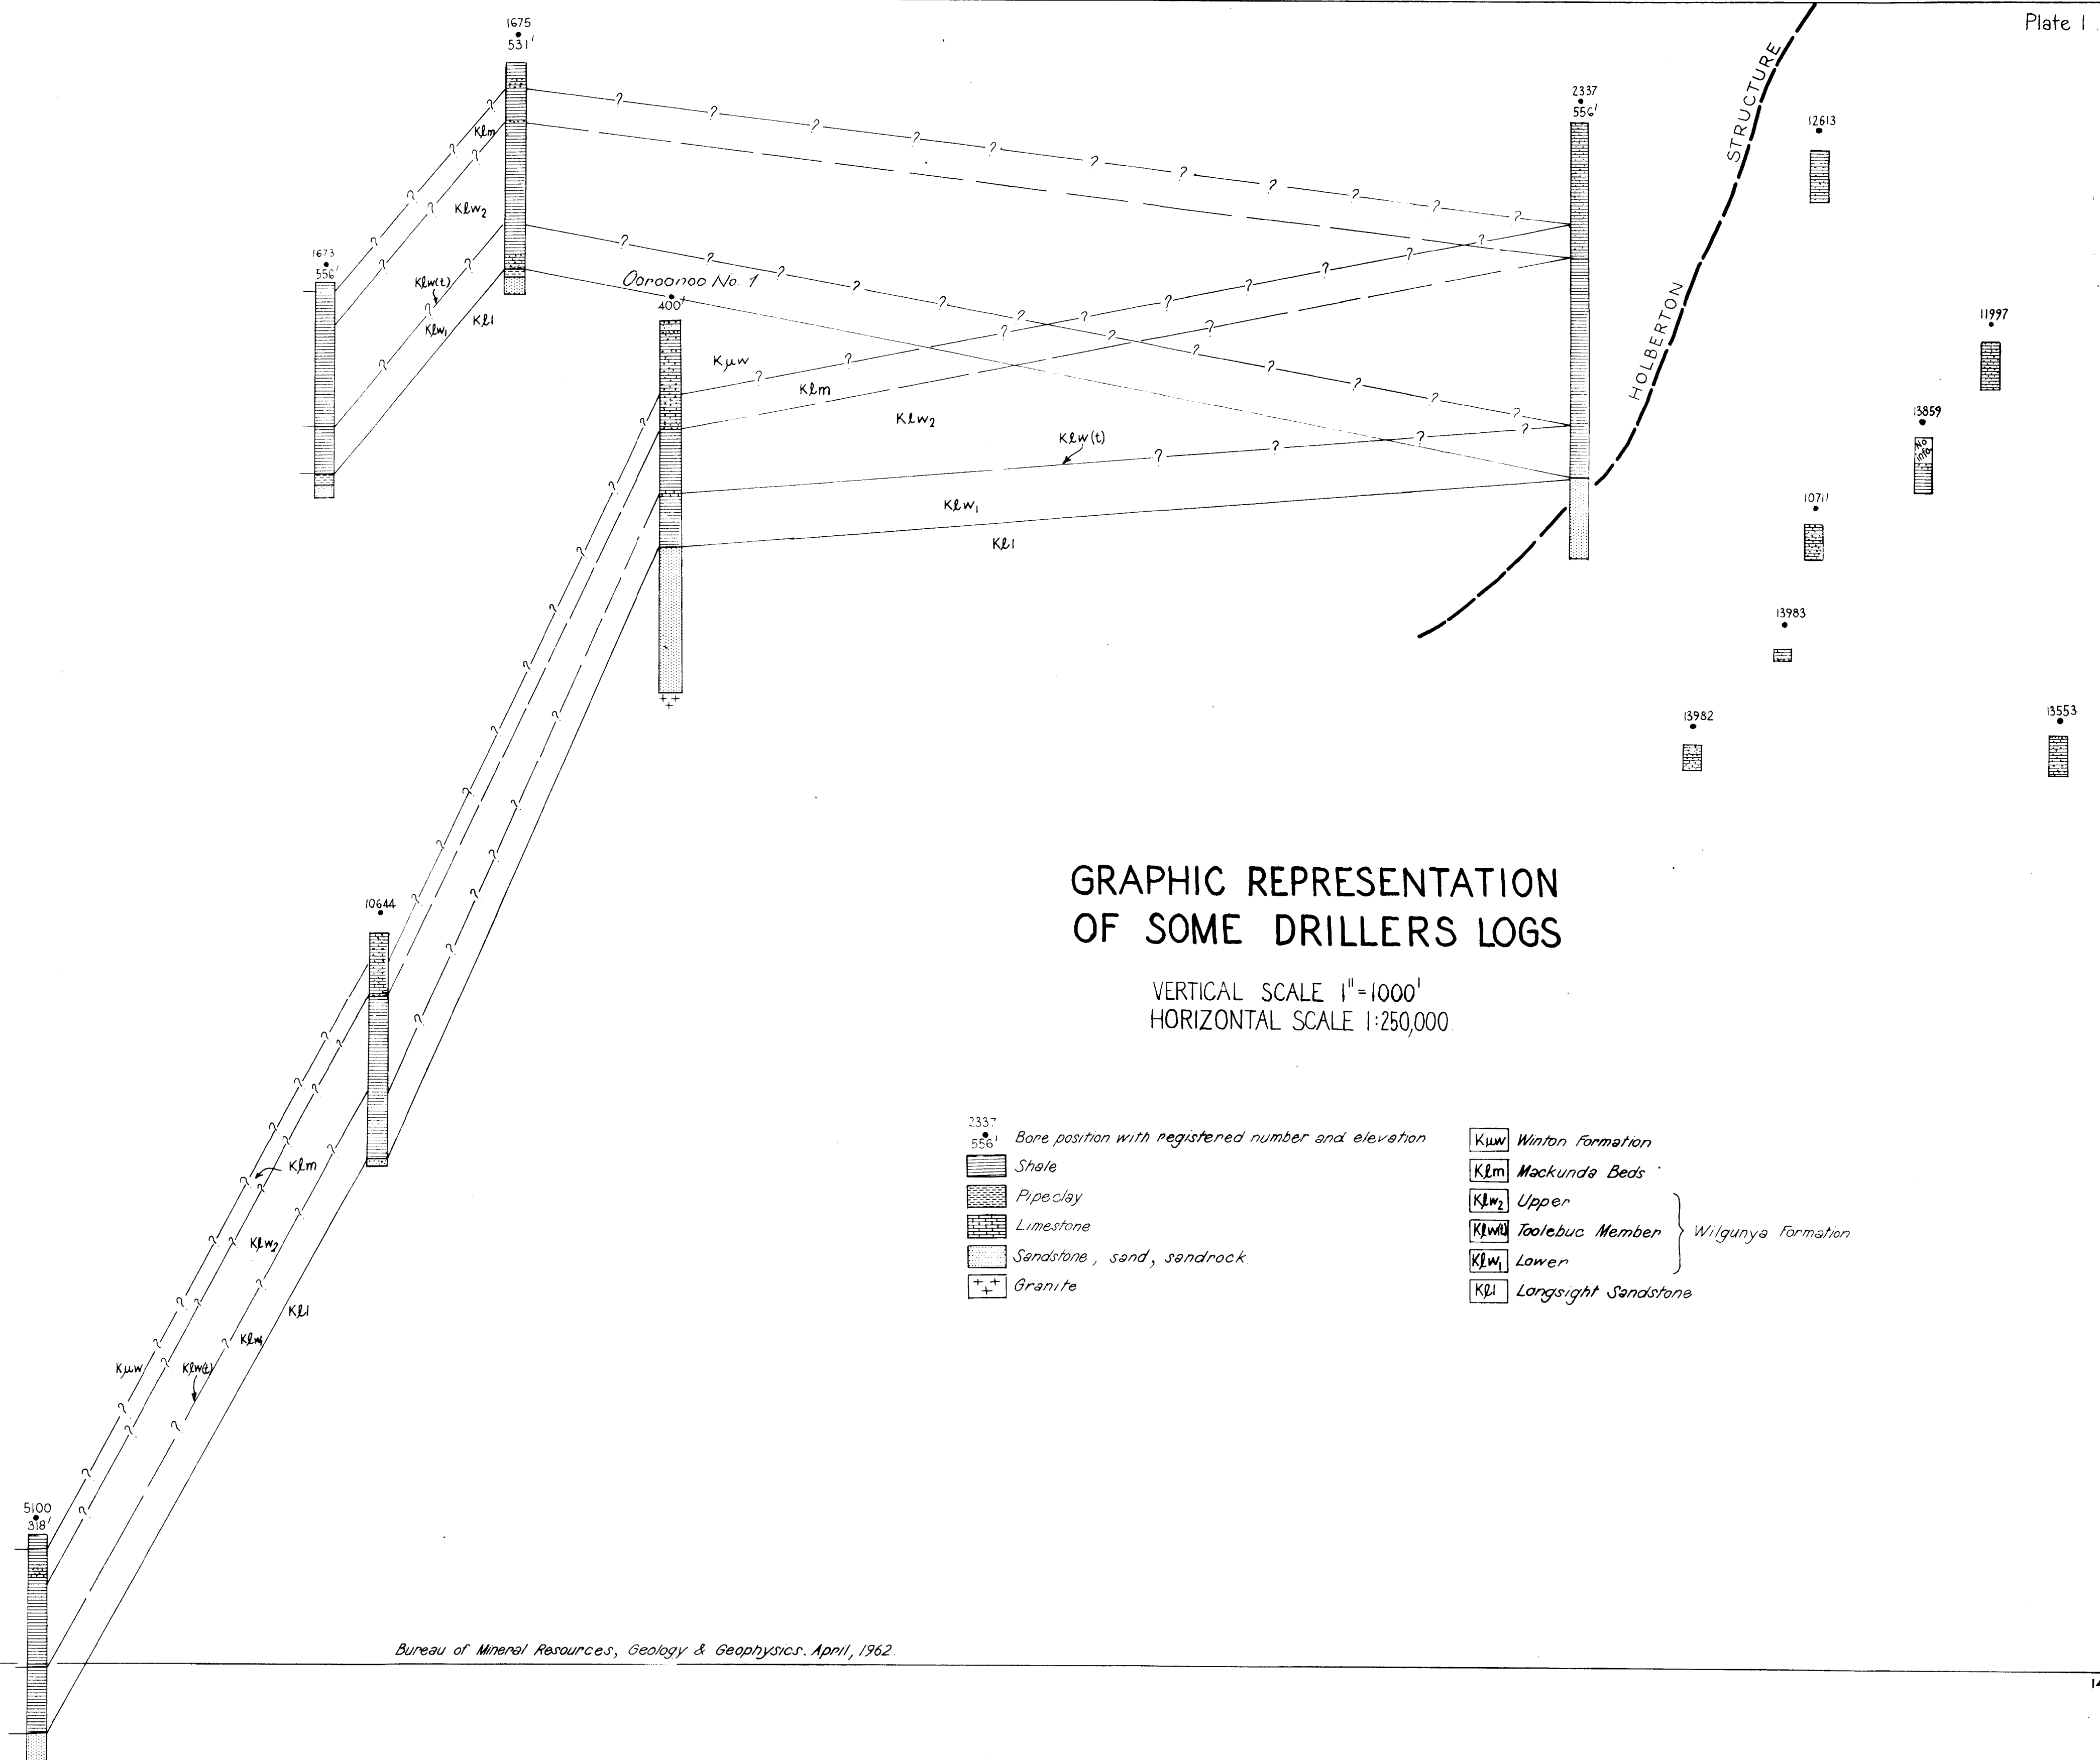 Plate 1
1675
531'
2337
556'
STRUCTURE
HOLBERTON
12613
Klm
Klw2
1673
556'
Klw(t)
Klw1
Kl1
Ooroonoo No. 1
400'
11997
Kμw
Klm
Klw2
Klw(t)
13859
No
info
Klw1
Kl1
10711
13983
13982
13553
GRAPHIC REPRESENTATION
OF SOME DRILLERS LOGS
VERTICAL SCALE 1"=1000'
HORIZONTAL SCALE 1:250,000.
10644
2337
556'
Bore position with registered number and elevation
Shale
Pipeclay
Limestone
Sandstone, sand, sandrock.
Granite
Kμw Winton Formation
Klm Mackunda Beds
Klw2 Upper
Klw(t) Toolebuc Member
Klw1 Lower
Wilgunya Formation
Kl1 Longsight Sandstone
Klm
Klw2
Kl1
Klw1
Kμw
Klw(t)
5100
318'
Bureau of Mineral Resources, Geology & Geophysics. April, 1962.
14